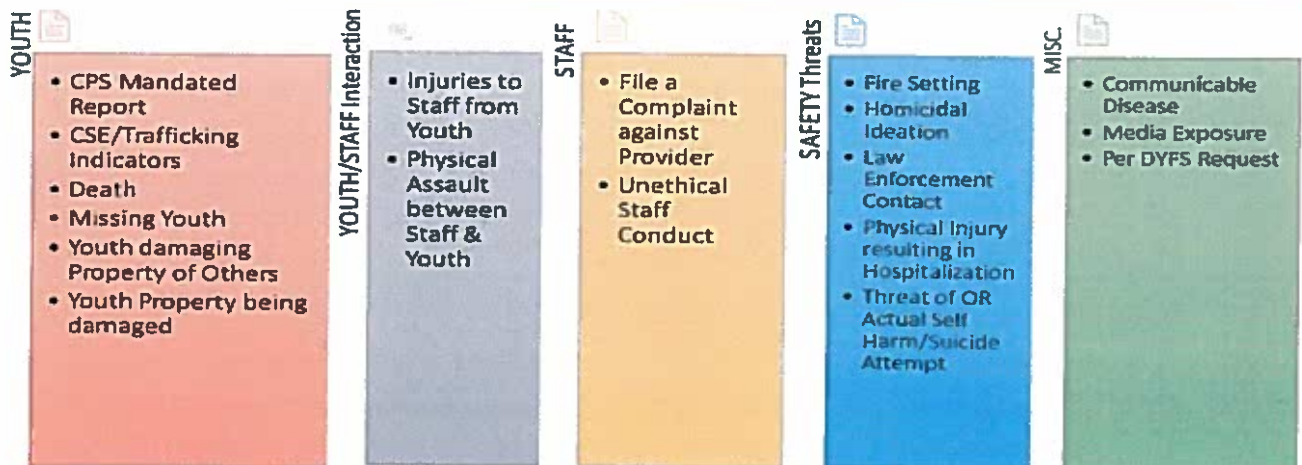 YOUTH
• CPS Mandated
Report
• CSE/Trafficking
Indicators
• Death
• Missing Youth
• Youth damaging
Property of Others
• Youth Property being
damaged
YOUTH/STAFF Interaction
• Injuries to
Staff from
Youth
• Physical
Assault
between
Staff &
Youth
STAFF
• File a
Complaint
against
Provider
• Unethical
Staff
Conduct
SAFETY Threats
• Fire Setting
• Homicidal
Ideation
• Law
Enforcement
Contact
• Physical Injury
resulting in
Hospitalization
• Threat of OR
Actual Self
Harm/Suicide
Attempt
MISC.
• Communicable
Disease
• Media Exposure
• Per DYFS Request